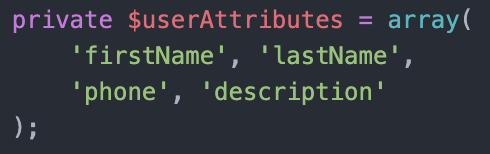 private $userAttributes = array(
    'firstName', 'lastName',
    'phone', 'description'
);